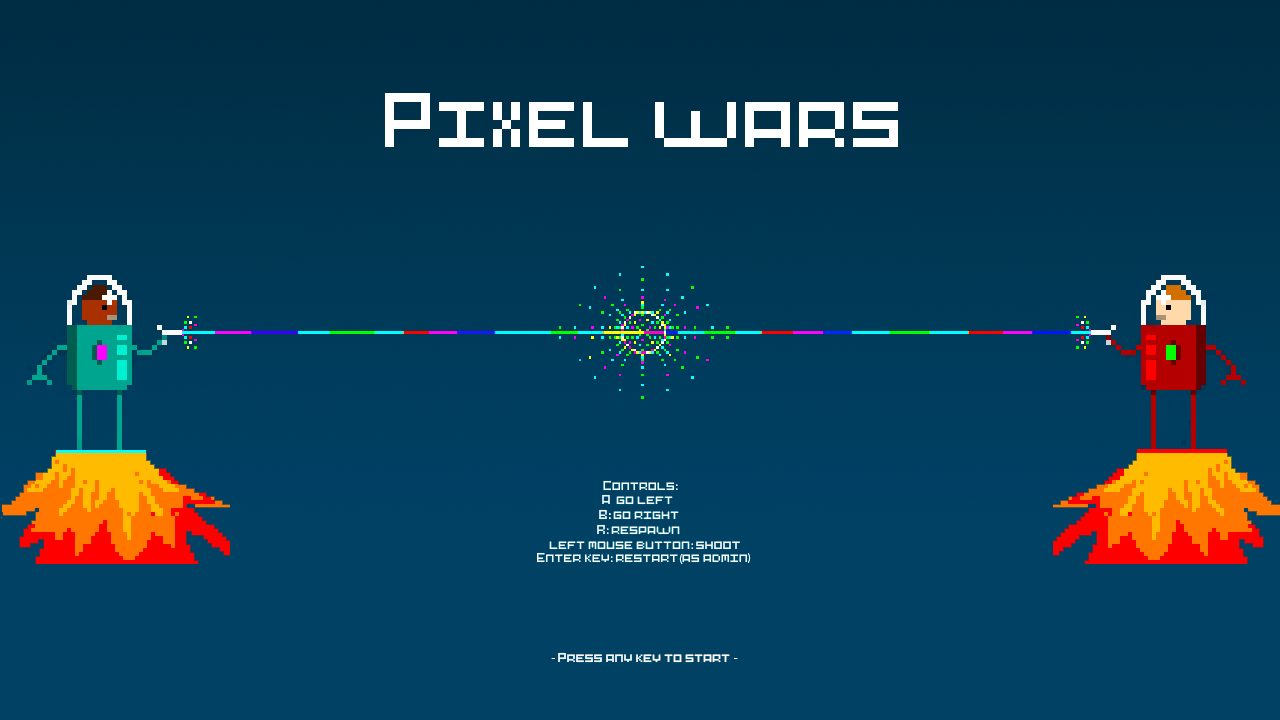 Pixel wars
Controls:
A go left
B:go right
R:respawn
left mouse button:shoot
Enter key:restart(as admin)
-Press any key to start -